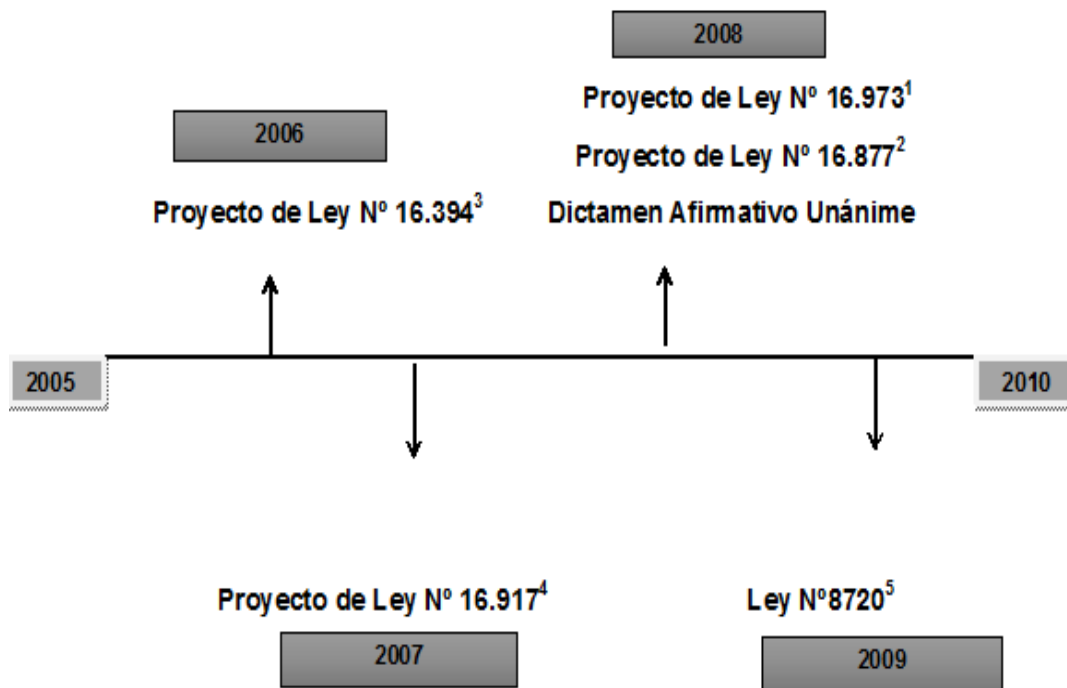 2008
Proyecto de Ley Nº 16.973¹
2006
Proyecto de Ley Nº 16.877²
Proyecto de Ley Nº 16.394³
Dictamen Afirmativo Unánime
2005
2010
Proyecto de Ley Nº 16.917⁴
Ley Nº8720⁵
2007
2009